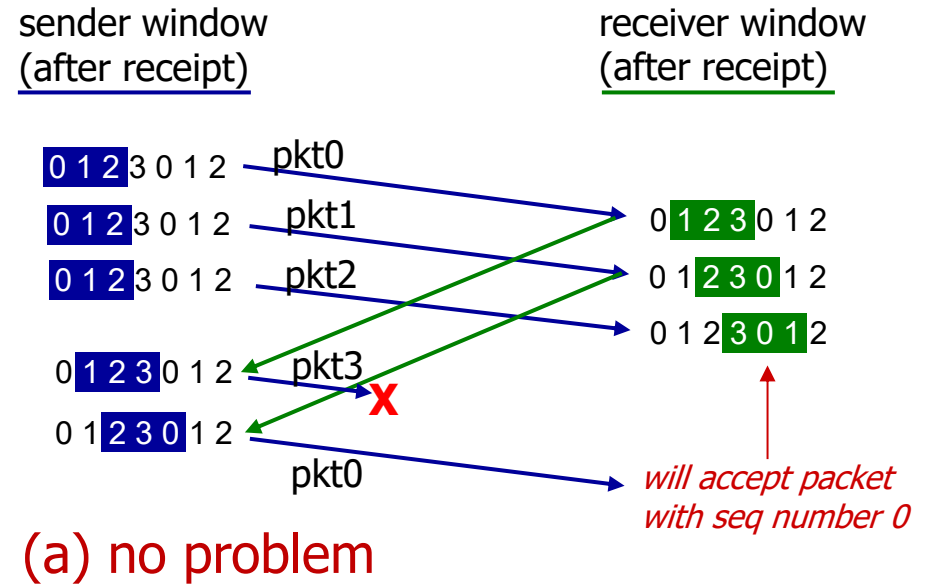 sender window
(after receipt)
receiver window
(after receipt)
0 1 2 3 0 1 2
pkt0
0 1 2 3 0 1 2
0 1 2 3 0 1 2
pkt1
0 1 2 3 0 1 2
0 1 2 3 0 1 2
pkt2
0 1 2 3 0 1 2
0 1 2 3 0 1 2
pkt3
X
0 1 2 3 0 1 2
pkt0
will accept packet
with seq number 0
(a) no problem